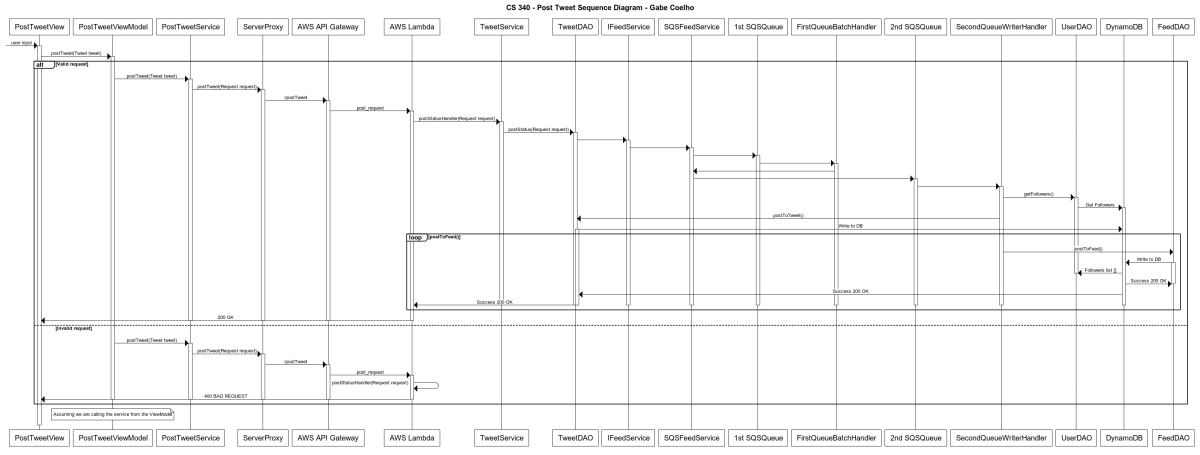 CS 340 - Post Tweet Sequence Diagram - Gabe Coelho
PostTweetView PostTweetViewModel PostTweetService ServerProxy AWS API Gateway AWS Lambda TweetService TweetDAO IFeedService SQSFeedService 1st SQSQueue FirstQueueBatchHandler 2nd SQSQueue SecondQueueWriterHandler UserDAO DynamoDB FeedDAO
user input
postTweet(Tweet tweet)
alt [Valid request]
postTweet(Tweet tweet)
postTweet(Request request)
/postTweet
post_request
postStatusHandler(Request request)
postStatus(Request request)
getFollowers()
Get Followers
postToTweet()
Write to DB
loop [postToFeed()]
postToFeed()
Write to DB
Followers list []
Success 200 OK
Success 200 OK
Success 200 OK
200 OK
[Invalid request]
postTweet(Tweet tweet)
postTweet(Request request)
/postTweet
post_request
postStatusHandler(Request request)
400 BAD REQUEST
Assuming we are calling the service from the ViewModel
PostTweetView PostTweetViewModel PostTweetService ServerProxy AWS API Gateway AWS Lambda TweetService TweetDAO IFeedService SQSFeedService 1st SQSQueue FirstQueueBatchHandler 2nd SQSQueue SecondQueueWriterHandler UserDAO DynamoDB FeedDAO